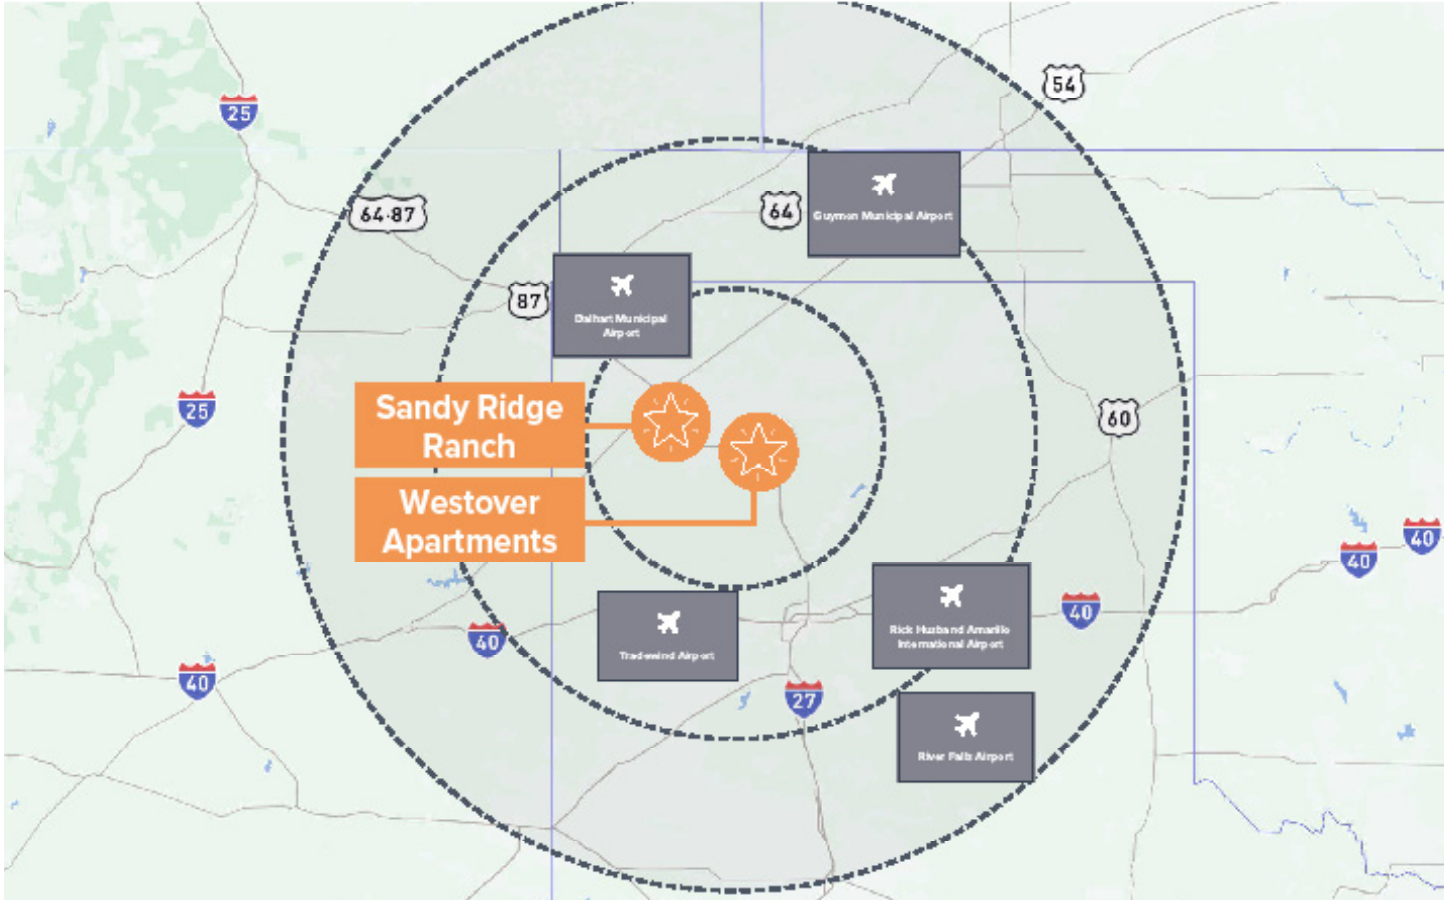 54
25
64
Guymon Municipal Airport
64-87
87
Dalhart Municipal
Airport
Sandy Ridge
Ranch
25
60
Westover
Apartments
40
40
Rick Husband Amarillo
International Airport
40
40
Tradewind Airport
40
27
River Falls Airport